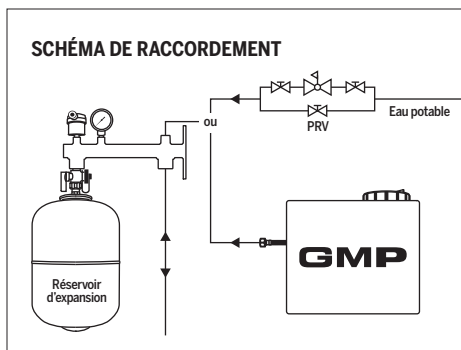 SCHÉMA DE RACCORDEMENT
ou
PRV
Eau potable
Réservoir
d'expansion
GMP